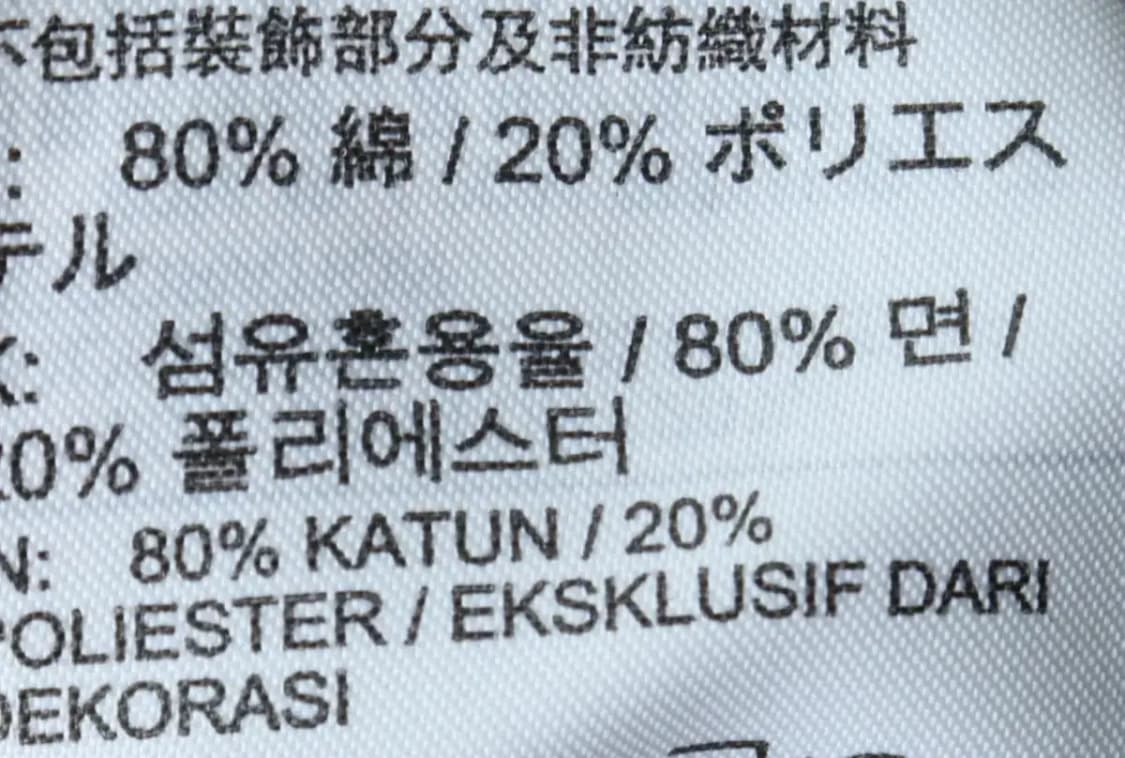 不包括裝飾部分及非紡織材料
: 80% 綿 / 20% ポリエス
テル
K: 섬유혼용율 / 80% 면 /
20% 폴리에스터
N: 80% KATUN / 20%
POLIESTER / EKSKLUSIF DARI
DEKORASI